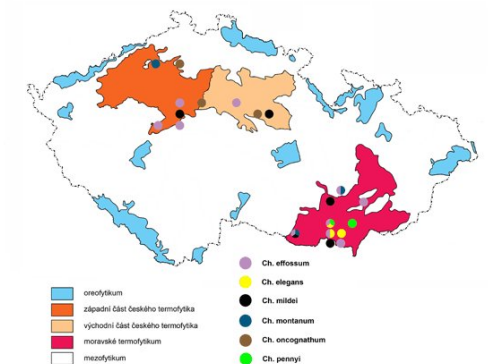 oreofytikum
západní část českého termofytika
východní část českého termofytika
moravské termofytikum
mezofytikum
Ch. effossum
Ch. elegans
Ch. mildei
Ch. montanum
Ch. oncognathum
Ch. pennyi